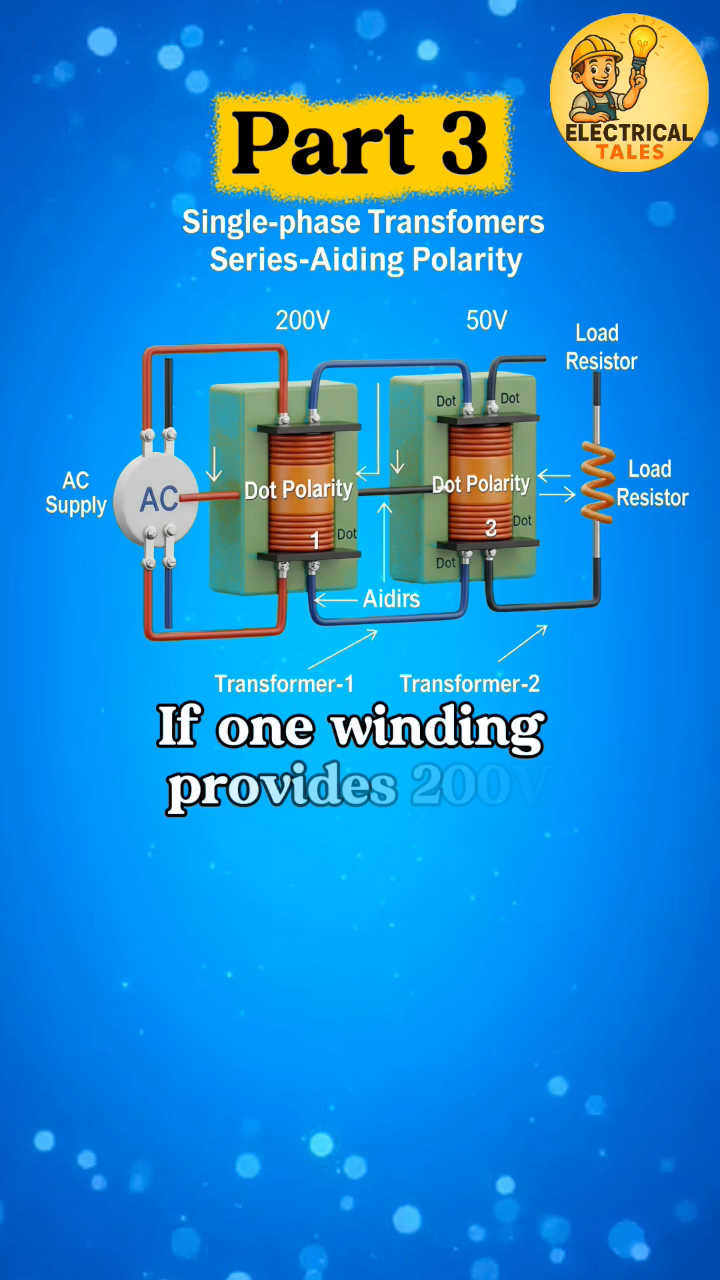 ELECTRICAL
TALES
Part 3
Single-phase Transfomers
Series-Aiding Polarity
200V
50V
Load
Resistor
Dot
Dot
AC
Supply
AC
Dot Polarity
Dot Polarity
Load
Resistor
1
Dot
2
Dot
Dot
Aidirs
Transformer-1
Transformer-2
If one winding
provides 200V